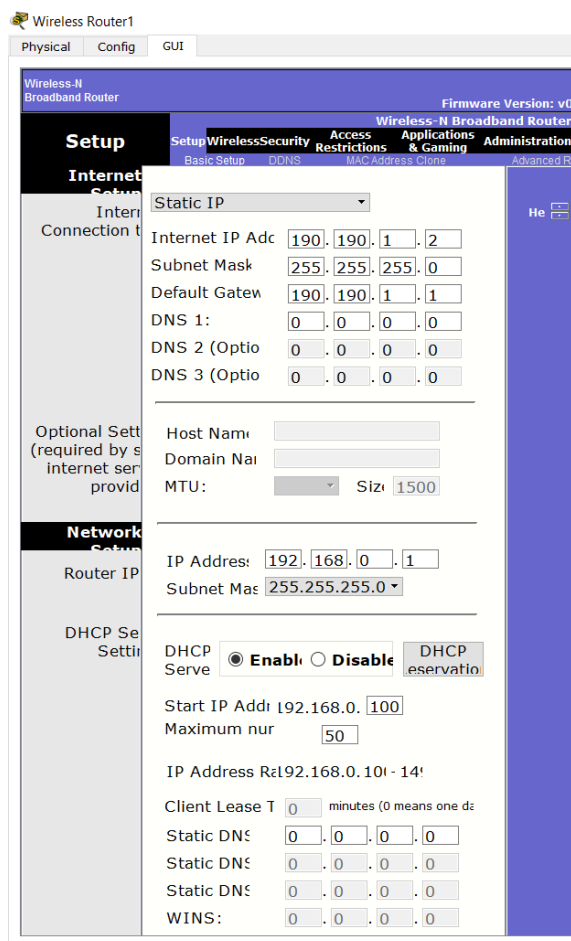 Wireless Router1
Physical Config GUI
Wireless-N
Broadband Router
Firmware Version: v0
Wireless-N Broadband Router
Setup
Setup Wireless Security Access Restrictions Applications & Gaming Administration
Basic Setup DDNS MAC Address Clone Advanced R
Internet
Setup
Static IP
He
Inter
Connection t
Internet IP Add 190. 190. 1 . 2
Subnet Mask 255. 255. 255. 0
Default Gatew 190. 190. 1 . 1
DNS 1: 0 . 0 . 0 . 0
DNS 2 (Optio 0 . 0 . 0 . 0
DNS 3 (Optio 0 . 0 . 0 . 0
Optional Sett
(required by s
internet ser
provid
Host Name
Domain Nar
MTU: Size 1500
Network
Setup
Router IP
IP Address 192. 168. 0 . 1
Subnet Mas 255.255.255.0
DHCP Se
Settin
DHCP
Serve
Enable Disable
DHCP
eservatio
Start IP Addr 192.168.0. 100
Maximum nur
50
IP Address Ra 192.168.0.100 - 149
Client Lease T 0 minutes (0 means one da
Static DNS 0 . 0 . 0 . 0
Static DNS 0 . 0 . 0 . 0
Static DNS 0 . 0 . 0 . 0
WINS: 0 . 0 . 0 . 0